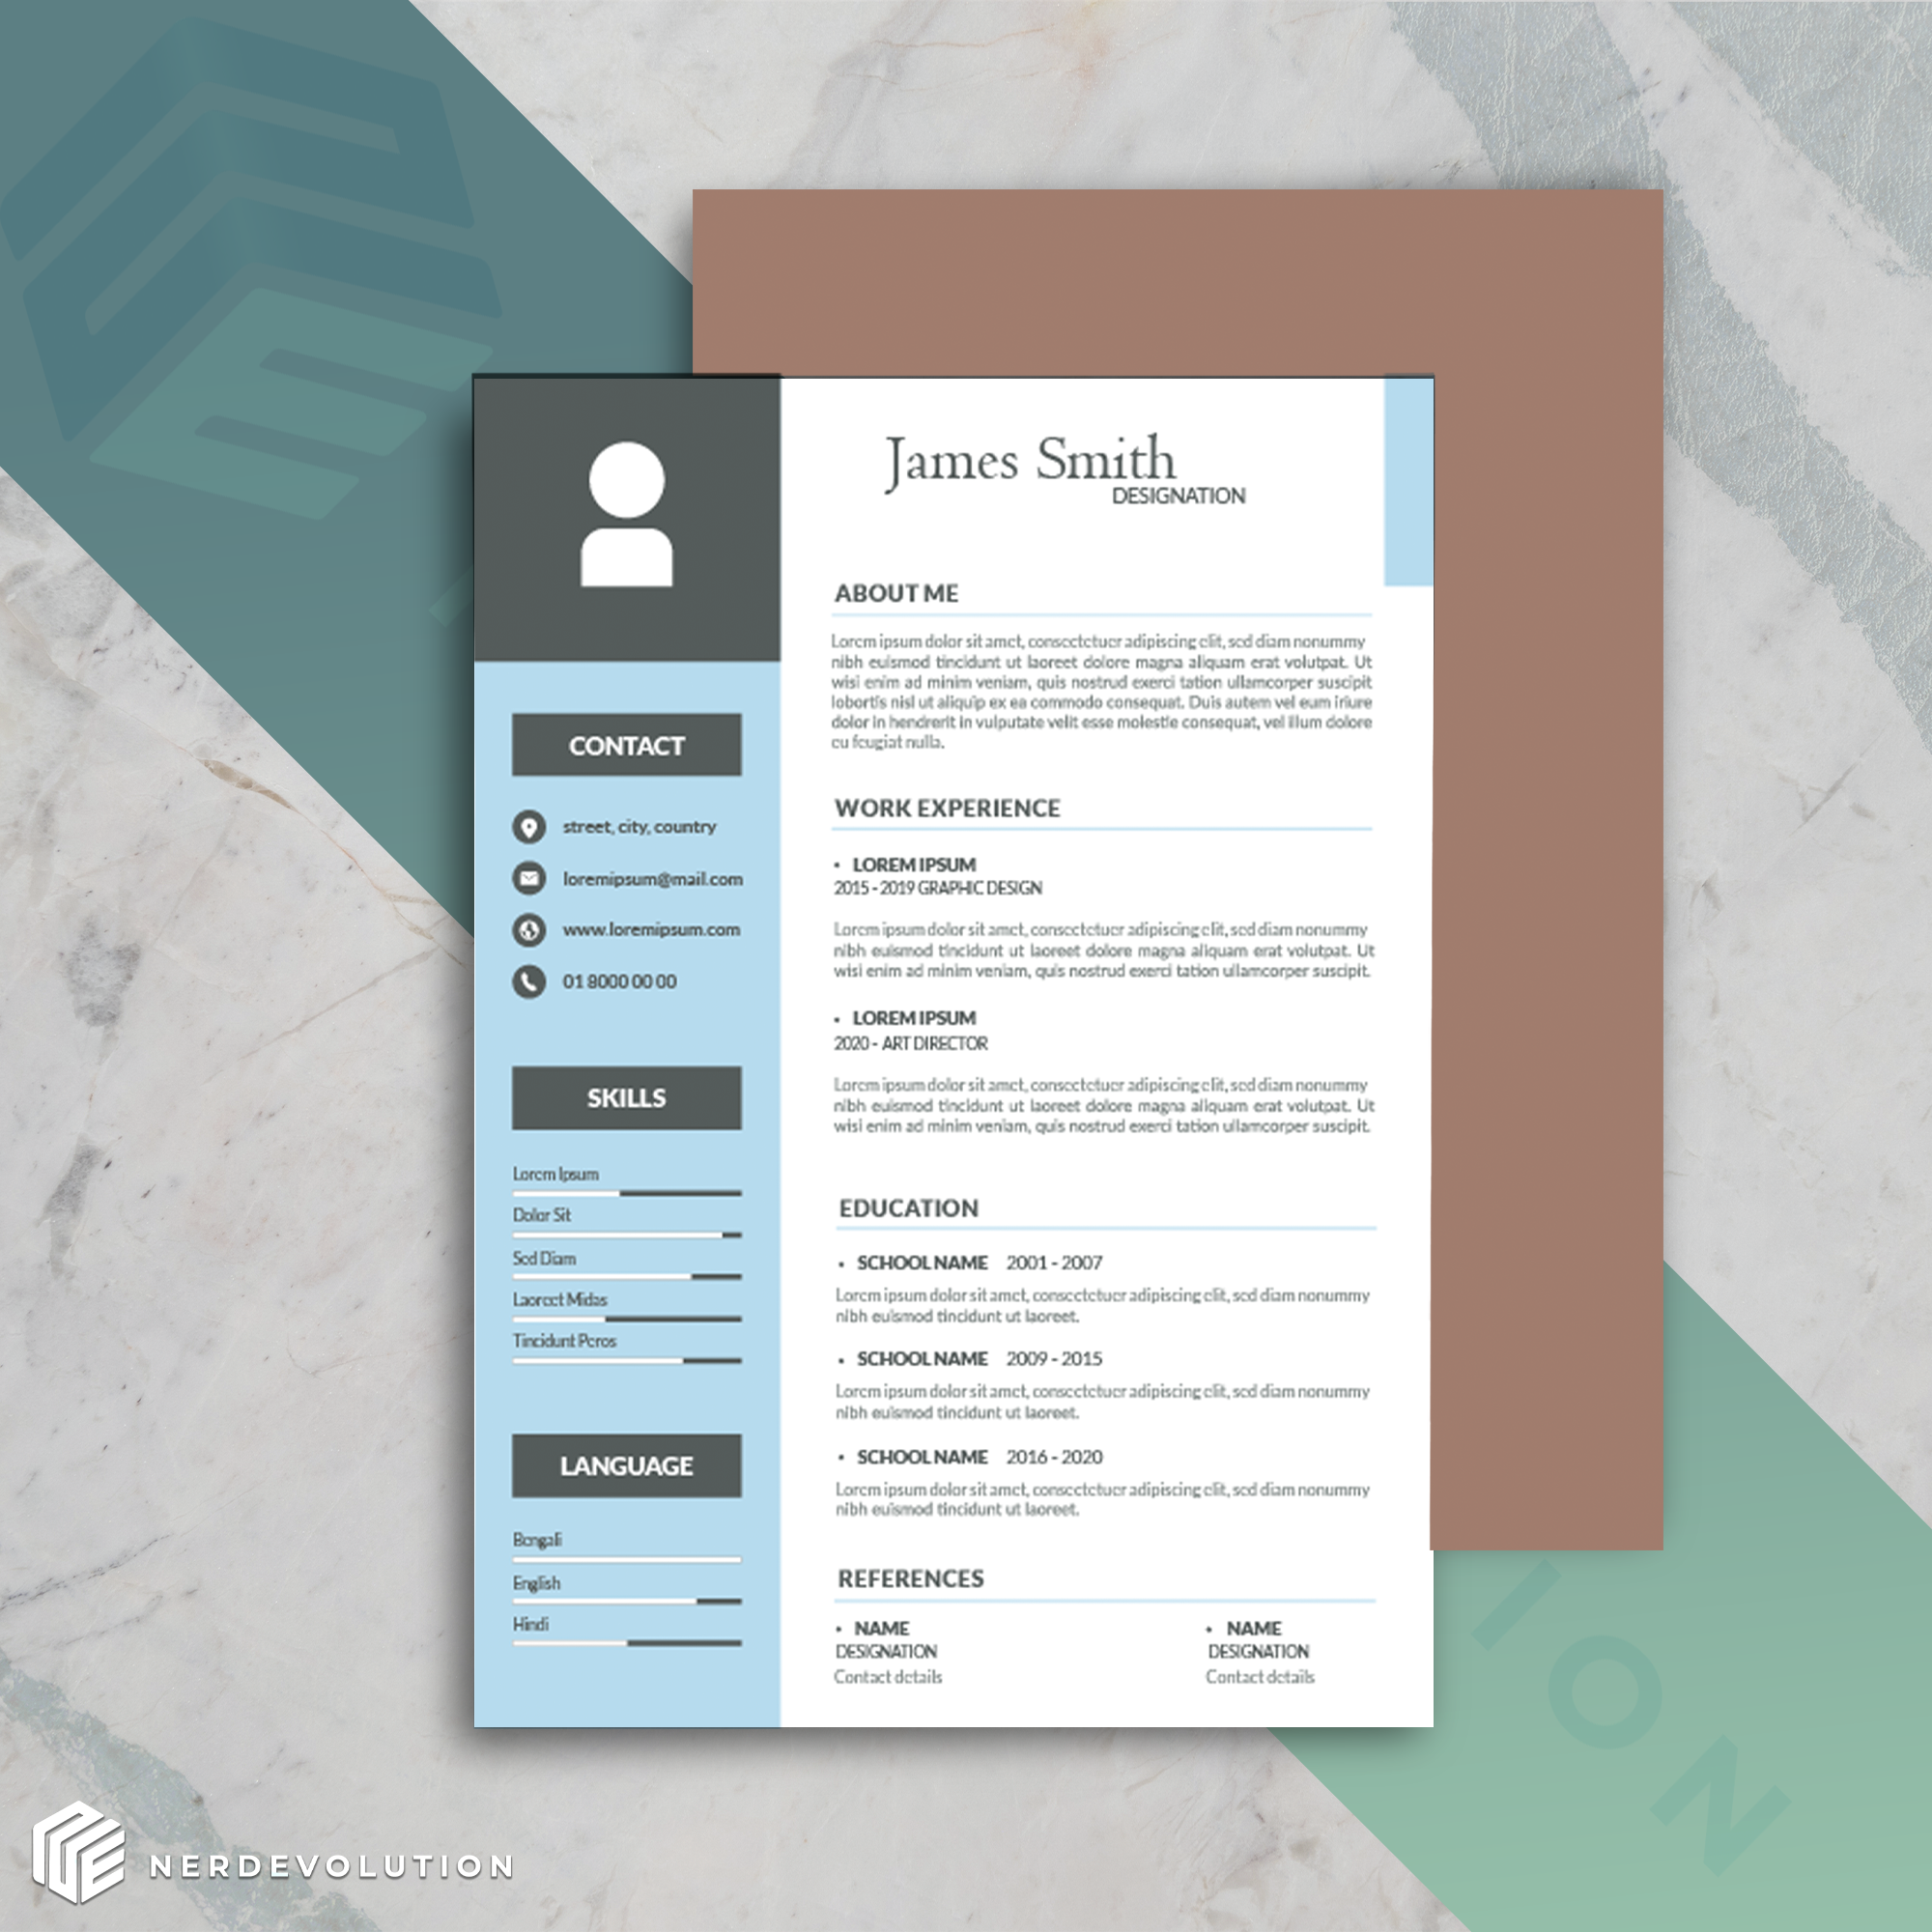 James Smith
DESIGNATION
CONTACT
street, city, country
loremipsum@mail.com
www.loremipsum.com
01 8000 00 00
SKILLS
Lorem Ipsum
Dolor Sit
Sed Diam
Laoreet Midas
Tincidunt Peros
LANGUAGE
Bengali
English
Hindi
ABOUT ME
Lorem ipsum dolor sit amet, consectetuer adipiscing elit, sed diam nonummy
nibh euismod tincidunt ut laoreet dolore magna aliquam erat volutpat. Ut
wisi enim ad minim veniam, quis nostrud exerci tation ullamcorper suscipit
lobortis nisl ut aliquip ex ea commodo consequat. Duis autem vel eum iriure
dolor in hendrerit in vulputate velit esse molestie consequat, vel illum dolore
eu feugiat nulla.
WORK EXPERIENCE
• LOREM IPSUM
2015 - 2019 GRAPHIC DESIGN
Lorem ipsum dolor sit amet, consectetuer adipiscing elit, sed diam nonummy
nibh euismod tincidunt ut laoreet dolore magna aliquam erat volutpat. Ut
wisi enim ad minim veniam, quis nostrud exerci tation ullamcorper suscipit.
• LOREM IPSUM
2020 - ART DIRECTOR
Lorem ipsum dolor sit amet, consectetuer adipiscing elit, sed diam nonummy
nibh euismod tincidunt ut laoreet dolore magna aliquam erat volutpat. Ut
wisi enim ad minim veniam, quis nostrud exerci tation ullamcorper suscipit.
EDUCATION
• SCHOOL NAME 2001 - 2007
Lorem ipsum dolor sit amet, consectetuer adipiscing elit, sed diam nonummy
nibh euismod tincidunt ut laoreet.
• SCHOOL NAME 2009 - 2015
Lorem ipsum dolor sit amet, consectetuer adipiscing elit, sed diam nonummy
nibh euismod tincidunt ut laoreet.
• SCHOOL NAME 2016 - 2020
Lorem ipsum dolor sit amet, consectetuer adipiscing elit, sed diam nonummy
nibh euismod tincidunt ut laoreet.
REFERENCES
• NAME
DESIGNATION
Contact details
• NAME
DESIGNATION
Contact details
ION
NERDEVOLUTION